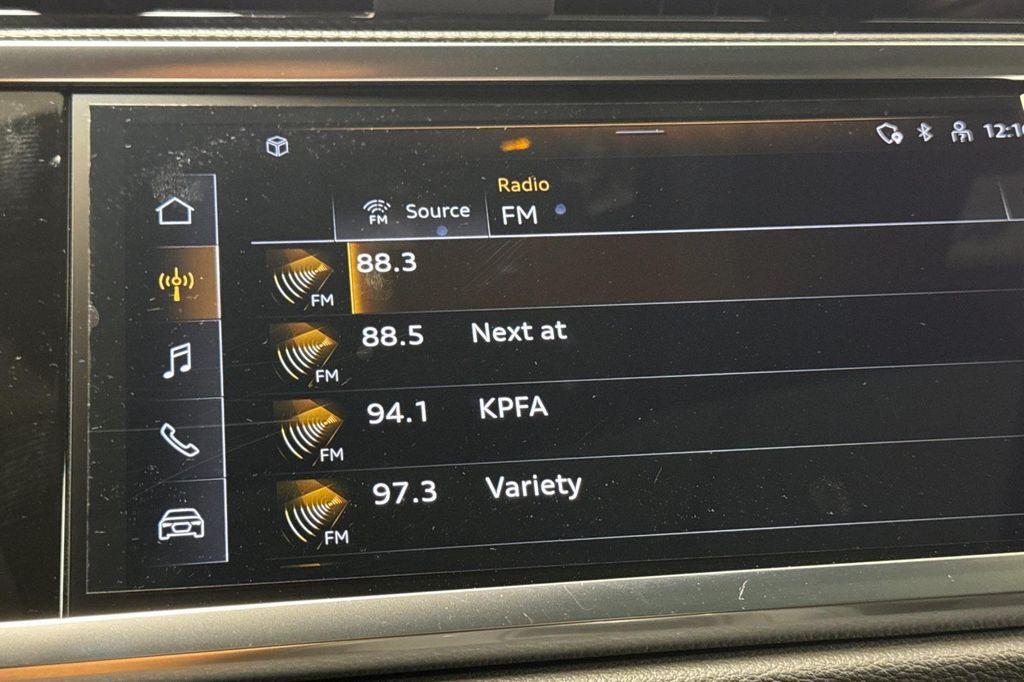 12:1
Radio
FM Source
FM
88.3
FM
88.5 Next at
FM
94.1 KPFA
FM
97.3 Variety
FM